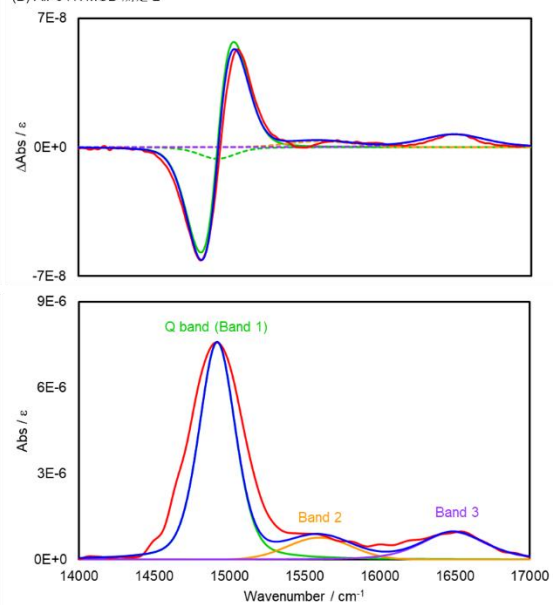 7E-8
0E+0
ΔAbs / ε
-7E-8
9E-6
Q band (Band 1)
6E-6
Abs / ε
3E-6
Band 2
Band 3
0E+0
14000 14500 15000 15500 16000 16500 17000
Wavenumber / cm⁻¹